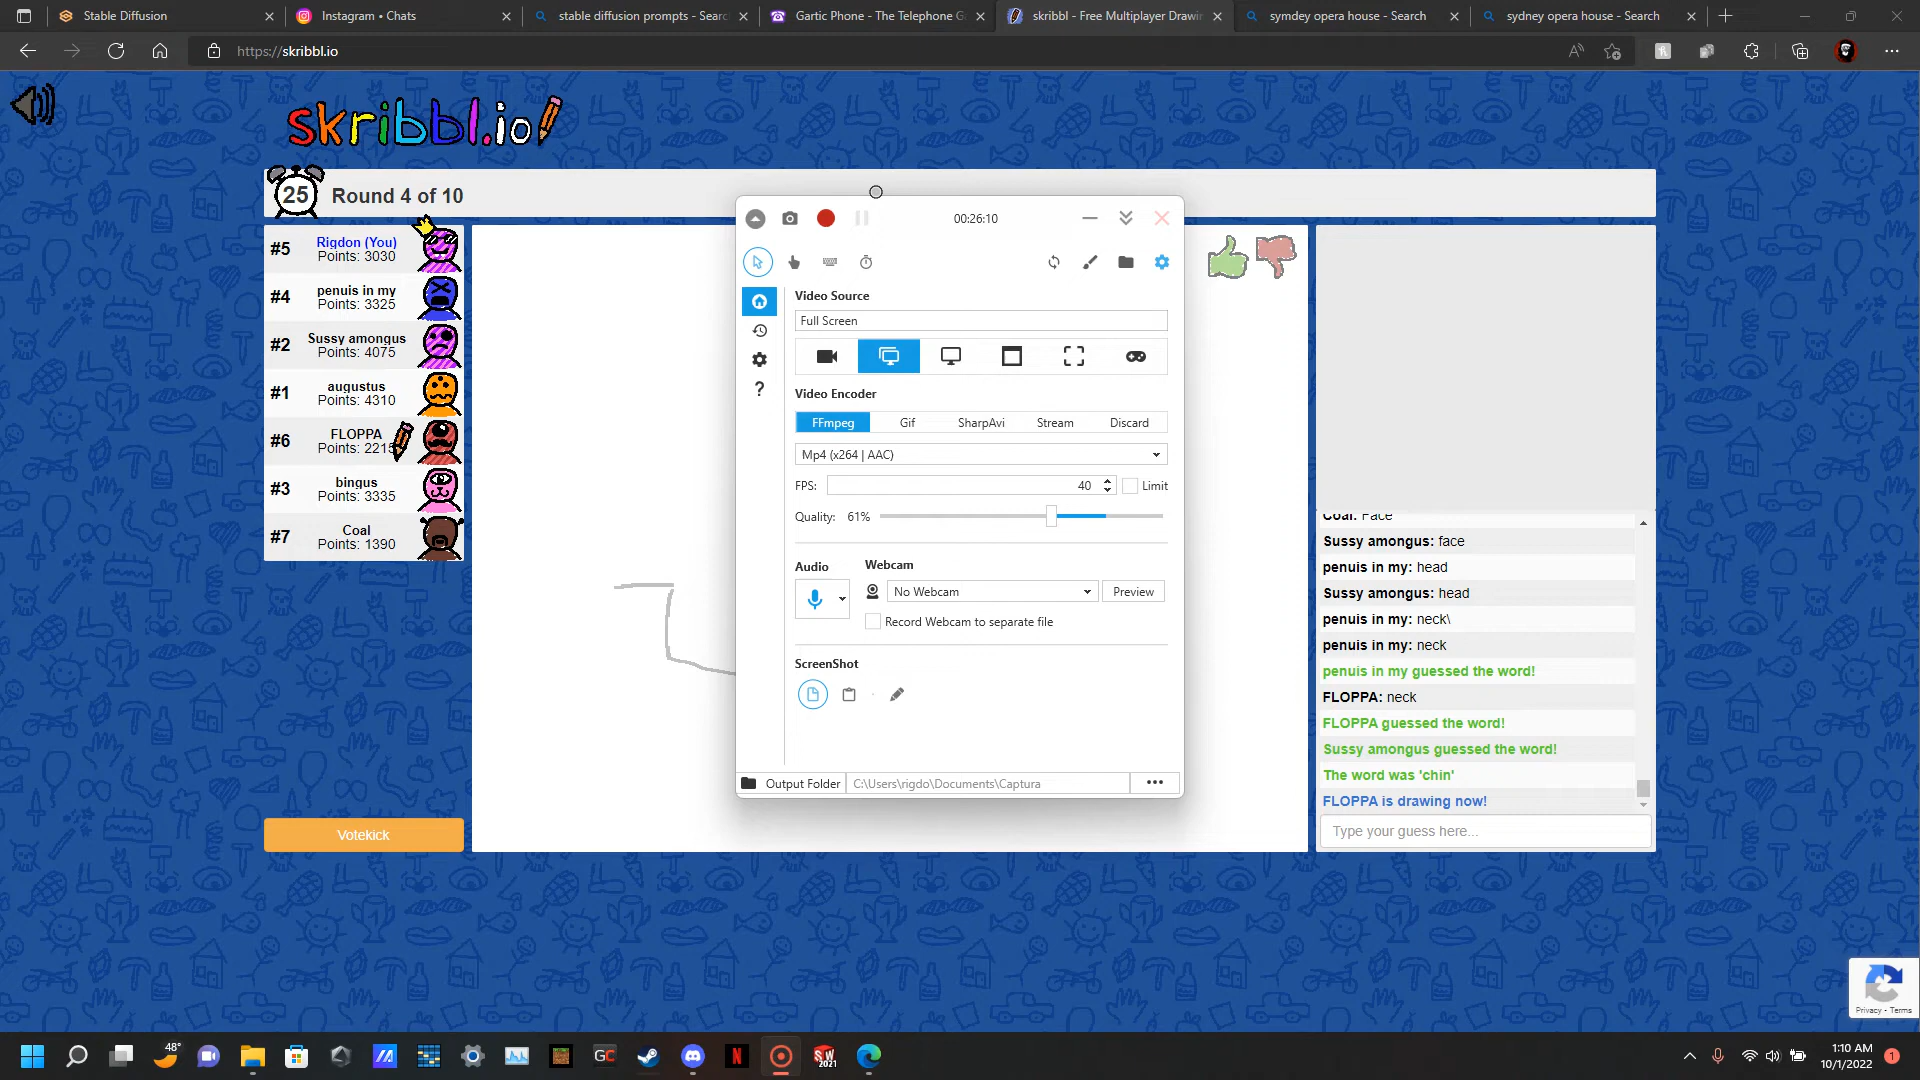 Stable Diffusion
Instagram • Chats
stable diffusion prompts - Searc
Gartic Phone - The Telephone G
skribbl - Free Multiplayer Drawin
symdey opera house - Search
sydney opera house - Search
https://skribbl.io
skribbl.io
25
Round 4 of 10
#5
Rigdon (You)
Points: 3030
#4
penuis in my
Points: 3325
#2
Sussy amongus
Points: 4075
#1
augustus
Points: 4310
#6
FLOPPA
Points: 2215
#3
bingus
Points: 3335
#7
Coal
Points: 1390
Votekick
00:26:10
Video Source
Full Screen
Video Encoder
FFmpeg
Gif
SharpAvi
Stream
Discard
Mp4 (x264 | AAC)
FPS:
40
Limit
Quality:
61%
Audio
Webcam
No Webcam
Preview
Record Webcam to separate file
ScreenShot
Output Folder
C:\Users\rigdo\Documents\Captura
Coal: Face
Sussy amongus: face
penuis in my: head
Sussy amongus: head
penuis in my: neck\
penuis in my: neck
penuis in my guessed the word!
FLOPPA: neck
FLOPPA guessed the word!
Sussy amongus guessed the word!
The word was 'chin'
FLOPPA is drawing now!
Type your guess here...
Privacy - Terms
48°
GC
N
SW
2021
1:10 AM
10/1/2022
1